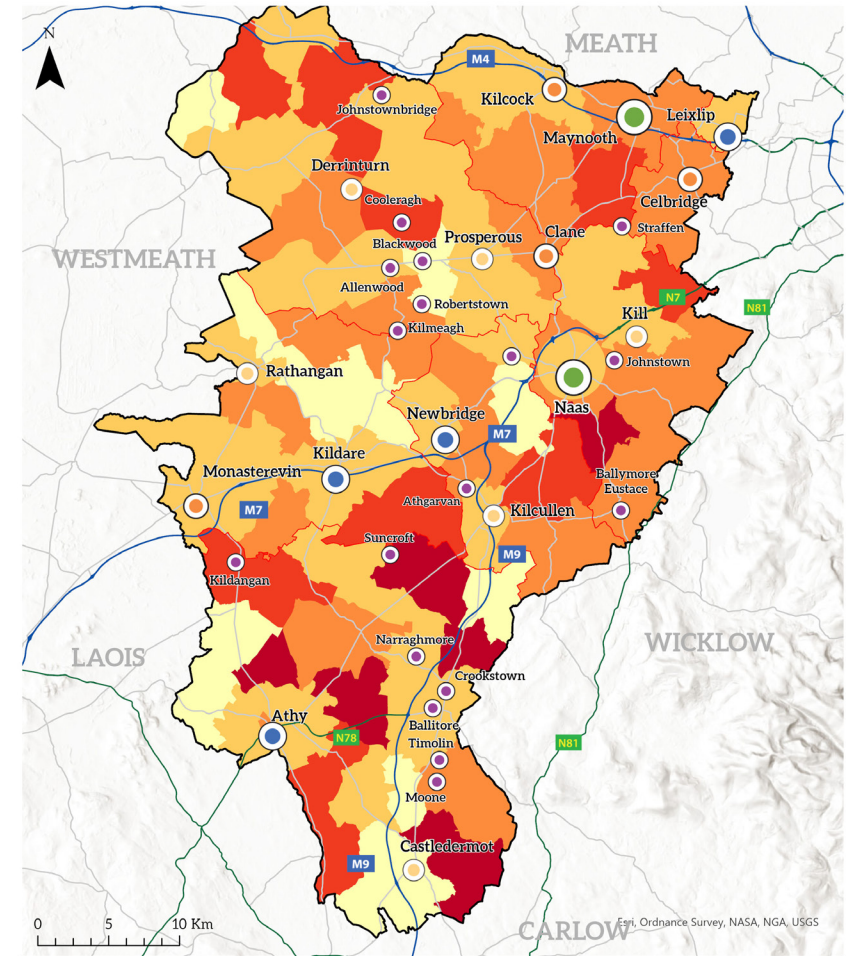 N
MEATH
M4
Kilcock
Leixlip
Johnstownbridge
Maynooth
Derrinturn
Cooleragh
Celbridge
Straffen
Clane
Prosperous
Blackwood
WESTMEATH
Allenwood
N7
N81
Robertstown
Kill
Kilmeagh
Johnstown
Rathangan
Naas
Newbridge
M7
Kildare
Monasterevin
Ballymore
Eustace
Athgarvan
M7
Kilcullen
Suncroft
M9
Kildangan
Narraghmore
WICKLOW
LAOIS
Crookstown
Athy
Ballitore
N78
N81
Timolin
Moone
Castledermot
M9
0 5 10 Km
Esri, Ordnance Survey, NASA, NGA, USGS
CARLOW